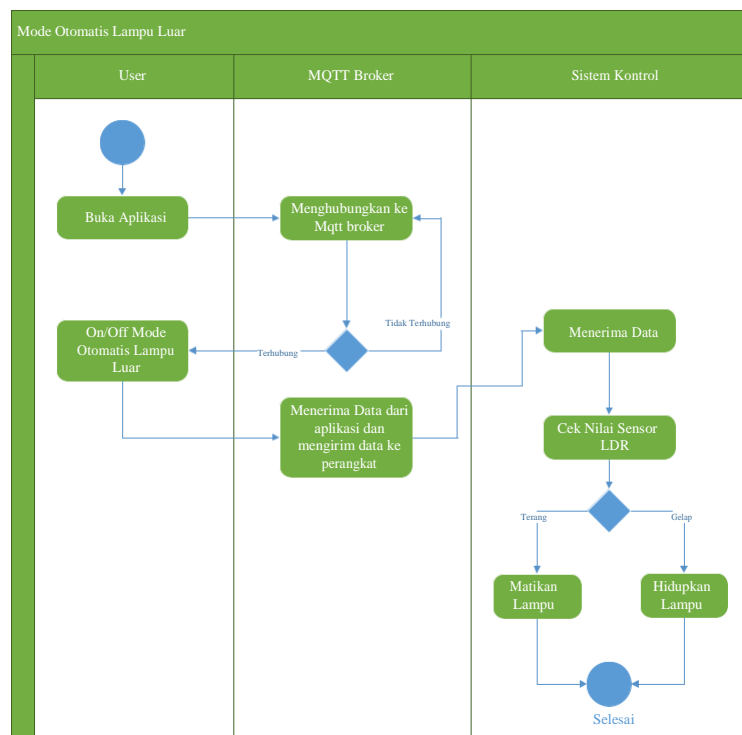 Mode Otomatis Lampu Luar
User
MQTT Broker
Sistem Kontrol
Buka Aplikasi
Menghubungkan ke
Mqtt broker
Tidak Terhubung
Terhubung
On/Off Mode
Otomatis Lampu
Luar
Menerima Data dari
aplikasi dan
mengirim data ke
perangkat
Menerima Data
Cek Nilai Sensor
LDR
Terang
Gelap
Matikan
Lampu
Hidupkan
Lampu
Selesai